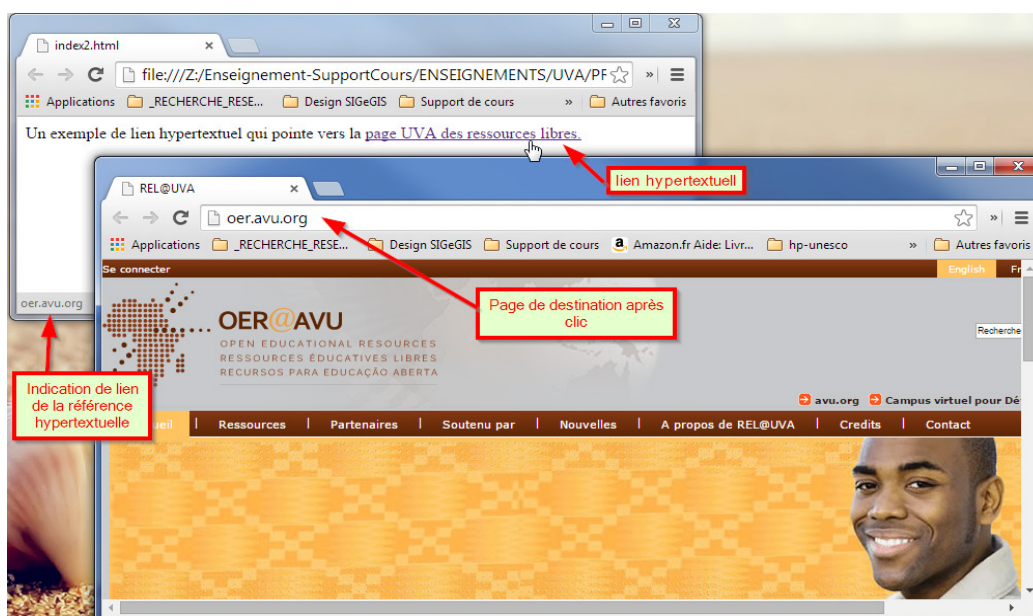 index2.html
file:///Z:/Enseignement-SupportCours/ENSEIGNEMENTS/UVA/PF
Applications _RECHERCHE_RESE... Design SIGeGIS Support de cours » Autres favoris
Un exemple de lien hypertextuel qui pointe vers la page UVA des ressources libres.
lien hypertextuell
REL@UVA
oer.avu.org
Applications _RECHERCHE_RESE... Design SIGeGIS Support de cours Amazon.fr Aide: Livr... hp-unesco » Autres favoris
Se connecter English Fr
oer.avu.org
Page de destination après
clic
OER@AVU
OPEN EDUCATIONAL RESOURCES
RESSOURCES ÉDUCATIVES LIBRES
RECURSOS PARA EDUCAÇÃO ABERTA
Recherche
Indication de lien
de la référence
hypertextuelle
avu.org Campus virtuel pour Dé
ueil | Ressources | Partenaires | Soutenu par | Nouvelles | A propos de REL@UVA | Credits | Contact